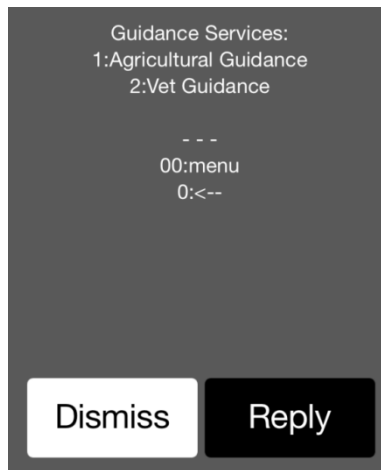 Guidance Services:
1:Agricultural Guidance
2:Vet Guidance
- - -
00:menu
0:<--
Dismiss
Reply